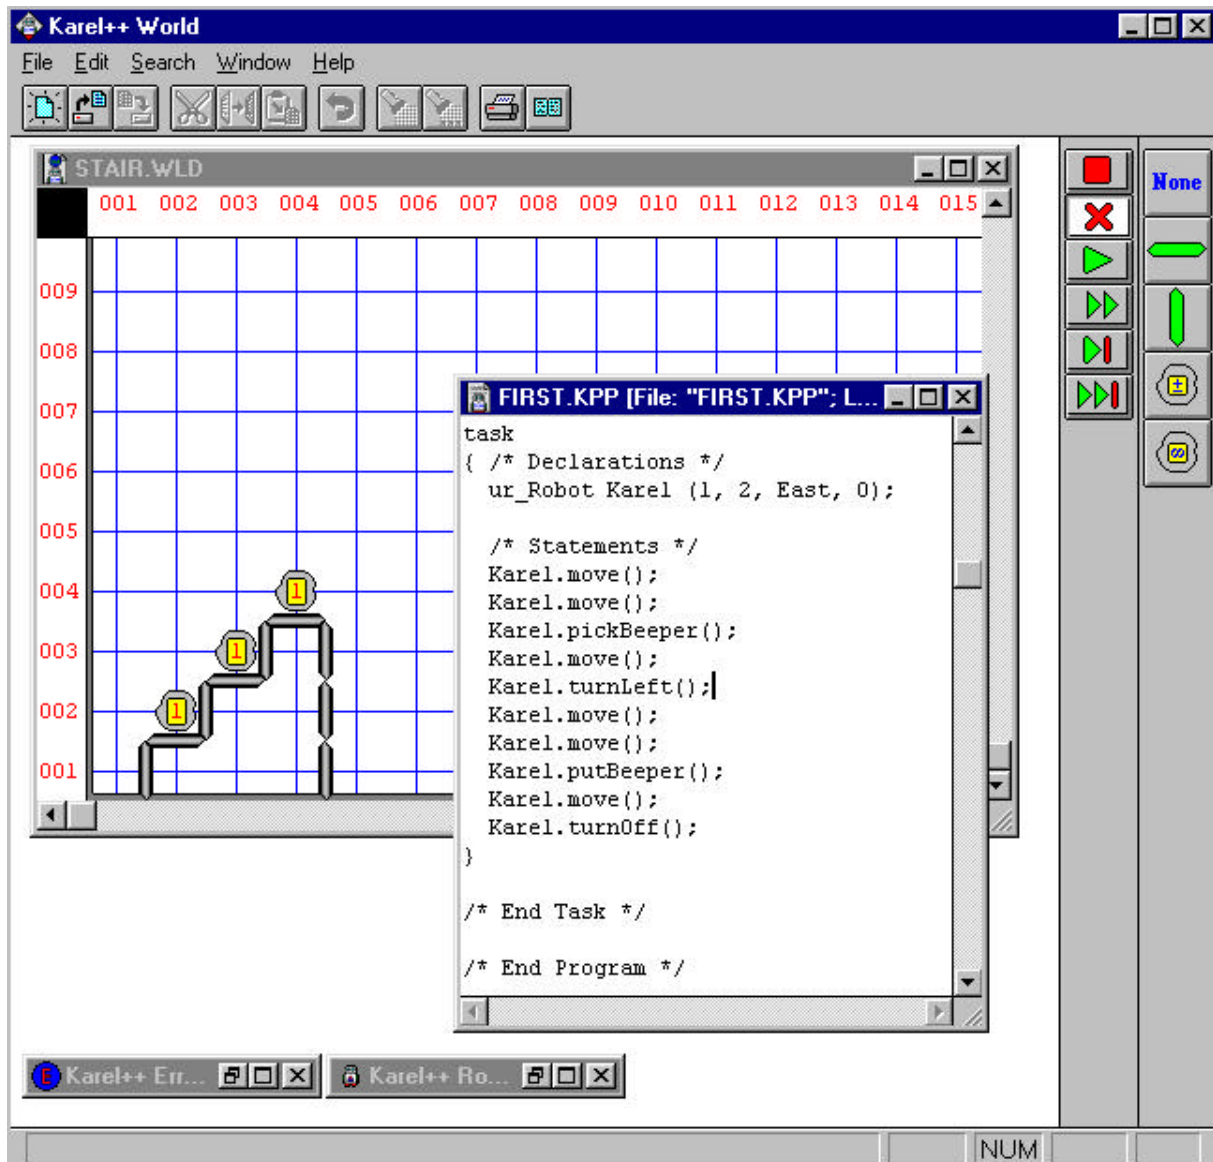 Karel++ World
File Edit Search Window Help
STAIR.WLD
001 002 003 004 005 006 007 008 009 010 011 012 013 014 015
009
008
007
006
005
004
003
002
001
1
1
1
FIRST.KPP [File: "FIRST.KPP"; L...
task
{ /* Declarations */
ur_Robot Karel (1, 2, East, 0);
/* Statements */
Karel.move();
Karel.move();
Karel.pickBeeper();
Karel.move();
Karel.turnLeft();
Karel.move();
Karel.move();
Karel.putBeeper();
Karel.move();
Karel.turnOff();
}
/* End Task */
/* End Program */
None
E Karel++ Err...
Karel++ Ro...
NUM